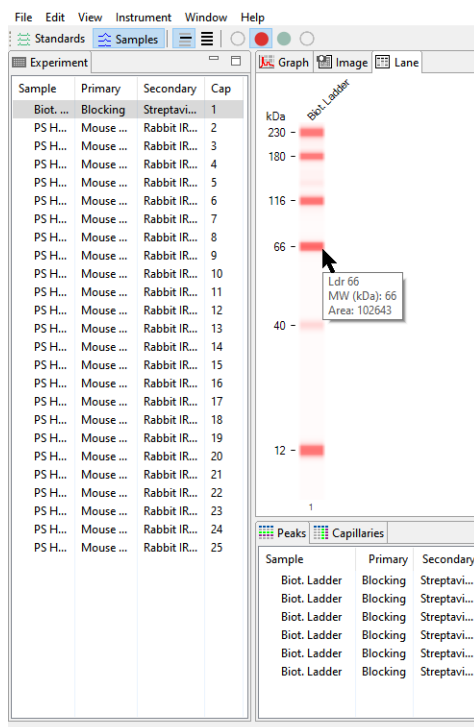 File Edit View Instrument Window Help
Standards Samples
Experiment
Sample Primary Secondary Cap
Biot. ... Blocking Streptavi... 1
PS H... Mouse ... Rabbit IR... 2
PS H... Mouse ... Rabbit IR... 3
PS H... Mouse ... Rabbit IR... 4
PS H... Mouse ... Rabbit IR... 5
PS H... Mouse ... Rabbit IR... 6
PS H... Mouse ... Rabbit IR... 7
PS H... Mouse ... Rabbit IR... 8
PS H... Mouse ... Rabbit IR... 9
PS H... Mouse ... Rabbit IR... 10
PS H... Mouse ... Rabbit IR... 11
PS H... Mouse ... Rabbit IR... 12
PS H... Mouse ... Rabbit IR... 13
PS H... Mouse ... Rabbit IR... 14
PS H... Mouse ... Rabbit IR... 15
PS H... Mouse ... Rabbit IR... 16
PS H... Mouse ... Rabbit IR... 17
PS H... Mouse ... Rabbit IR... 18
PS H... Mouse ... Rabbit IR... 19
PS H... Mouse ... Rabbit IR... 20
PS H... Mouse ... Rabbit IR... 21
PS H... Mouse ... Rabbit IR... 22
PS H... Mouse ... Rabbit IR... 23
PS H... Mouse ... Rabbit IR... 24
PS H... Mouse ... Rabbit IR... 25
Graph Image Lane
Biot. Ladder
kDa
230
180
116
66
Ldr 66
MW (kDa): 66
Area: 102643
40
12
1
Peaks Capillaries
Sample Primary Secondary
Biot. Ladder Blocking Streptavi...
Biot. Ladder Blocking Streptavi...
Biot. Ladder Blocking Streptavi...
Biot. Ladder Blocking Streptavi...
Biot. Ladder Blocking Streptavi...
Biot. Ladder Blocking Streptavi...